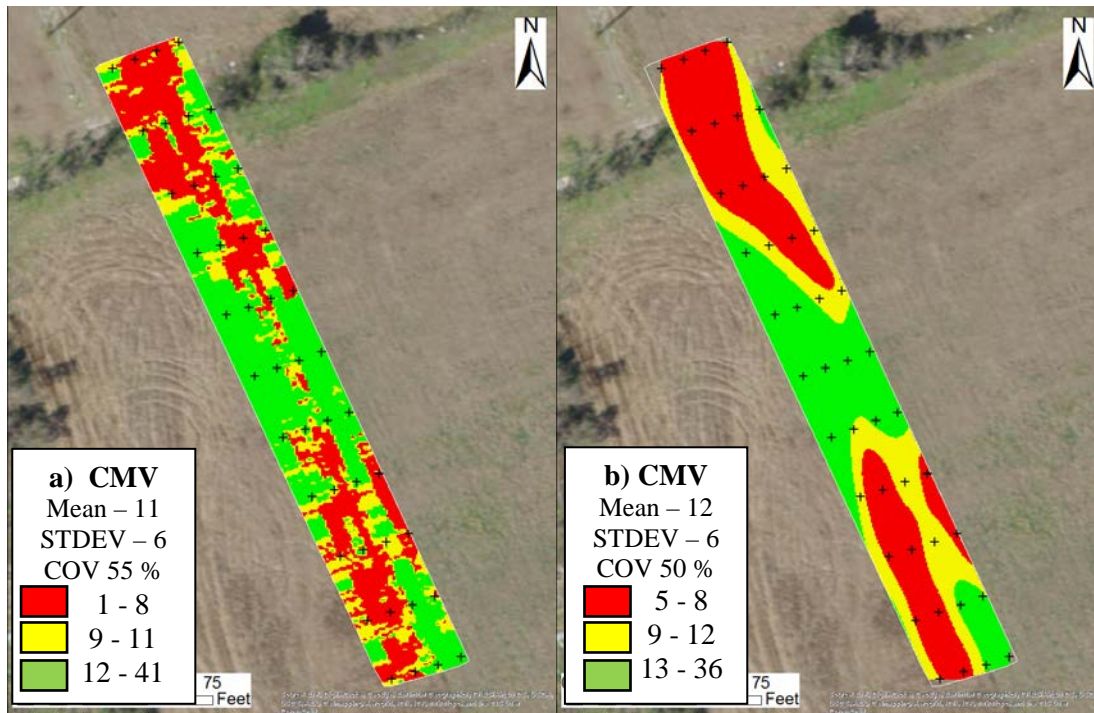 N
a) CMV
Mean – 11
STDEV – 6
COV 55 %
1 - 8
9 - 11
12 - 41
75
Feet
N
b) CMV
Mean – 12
STDEV – 6
COV 50 %
5 - 8
9 - 12
13 - 36
75
Feet